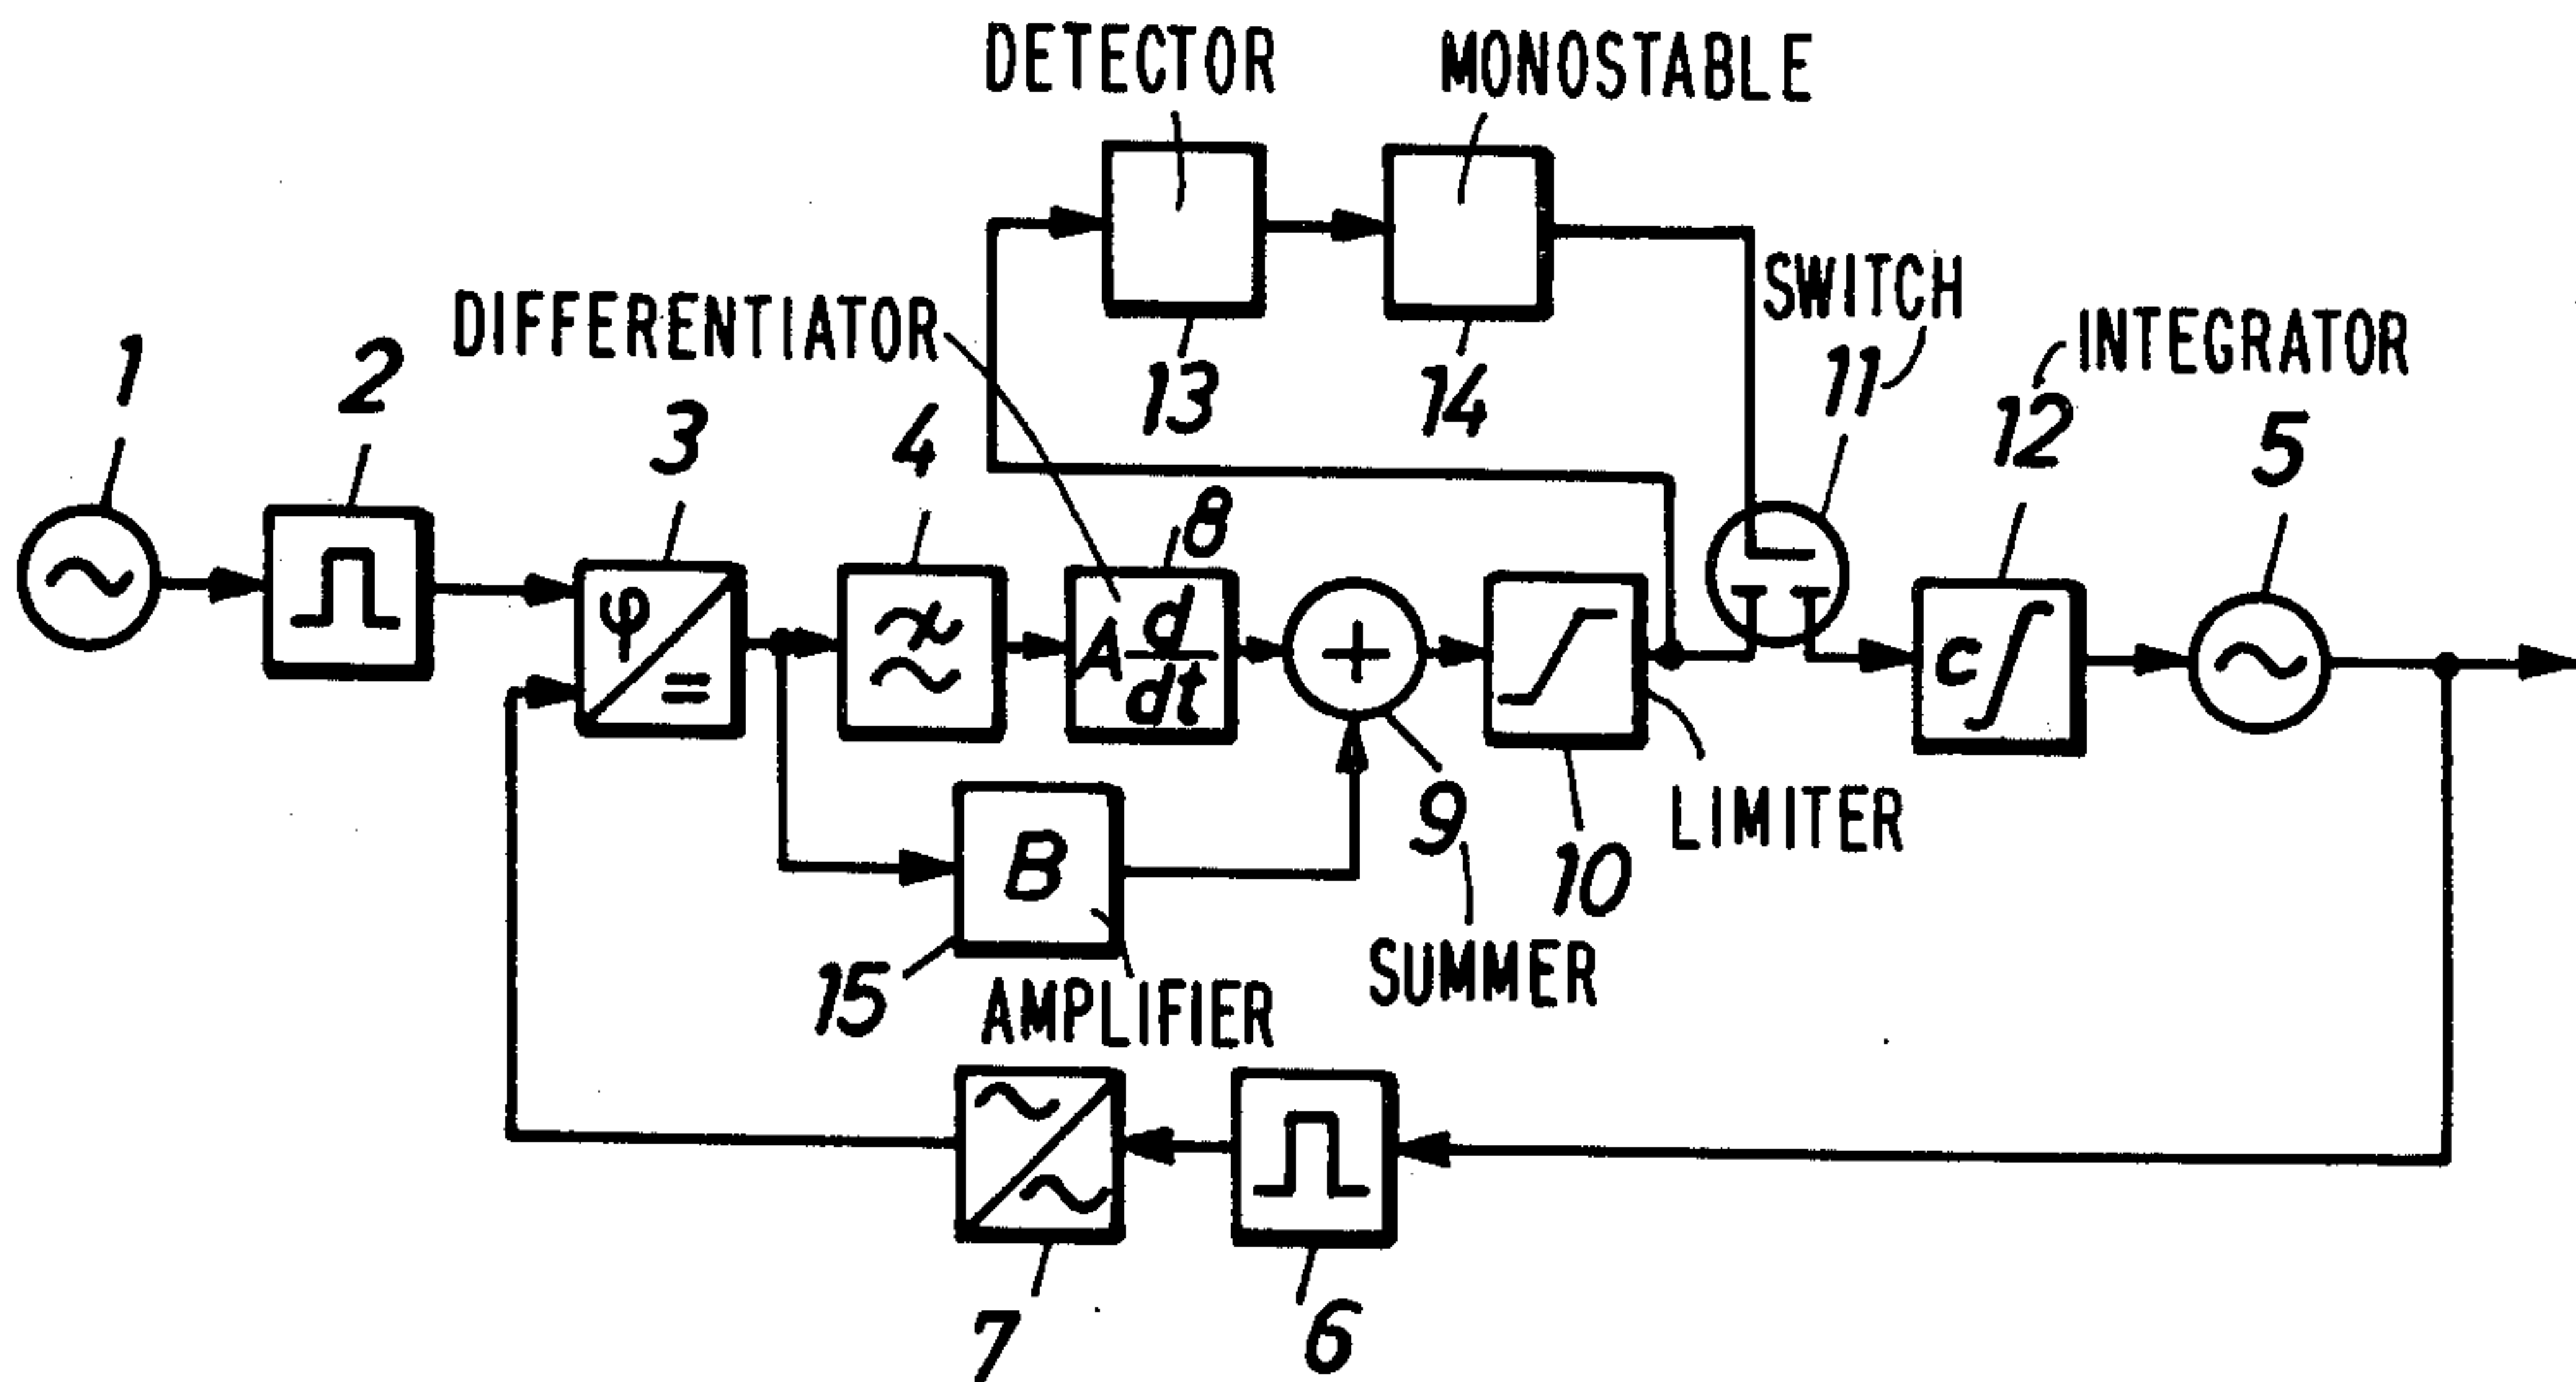 DETECTOR
MONOSTABLE
DIFFERENTIATOR
SWITCH
INTEGRATOR
1
2
3
4
13
14
11
12
5
8
φ
=
A d/dt
+
C ∫
B
15
AMPLIFIER
9
SUMMER
10
LIMITER
7
6